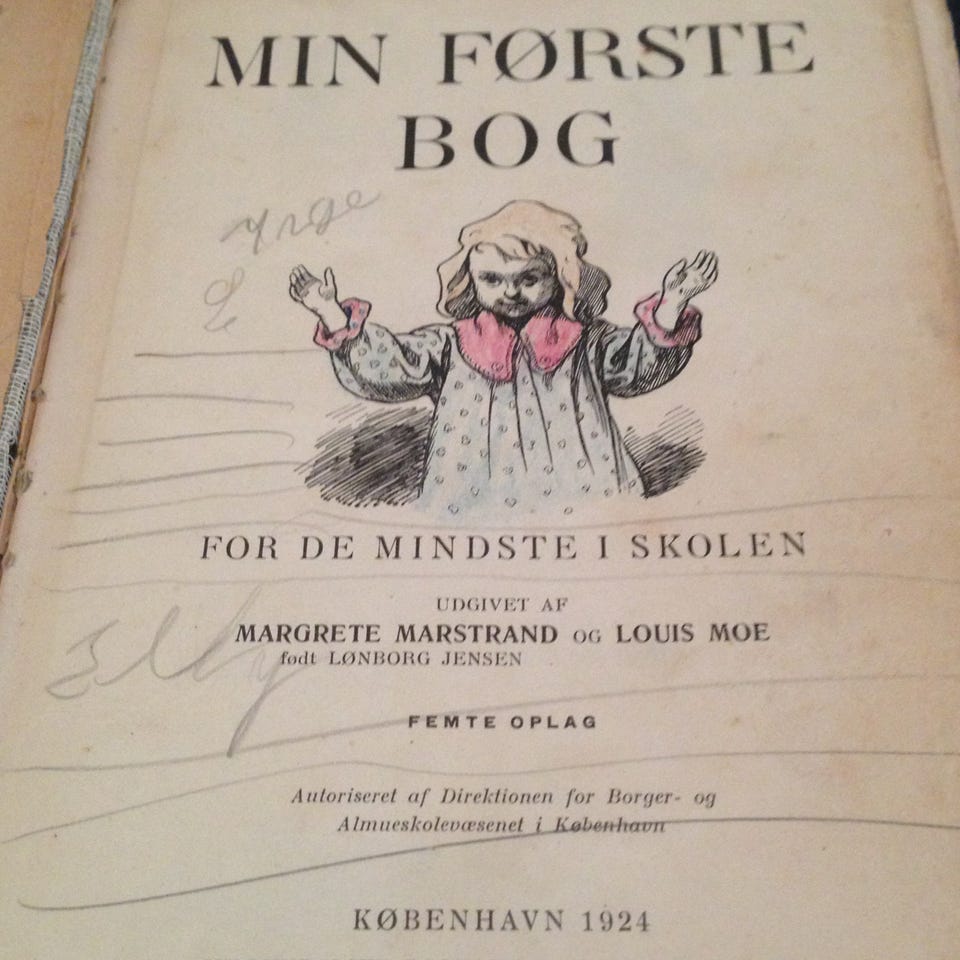 MIN FØRSTE
BOG
FOR DE MINDSTE I SKOLEN
UDGIVET AF
MARGRETE MARSTRAND OG LOUIS MOE
født LØNBORG JENSEN
Elly
FEMTE OPLAG
Autoriseret af Direktionen for Borger- og
Almueskolevæsenet i København
KØBENHAVN 1924